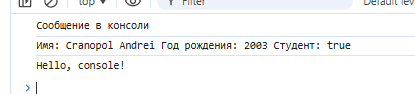 top
Filter
Default lev
Сообщение в консоли
Имя: Cranopol Andrei Год рождения: 2003 Студент: true
Hello, console!